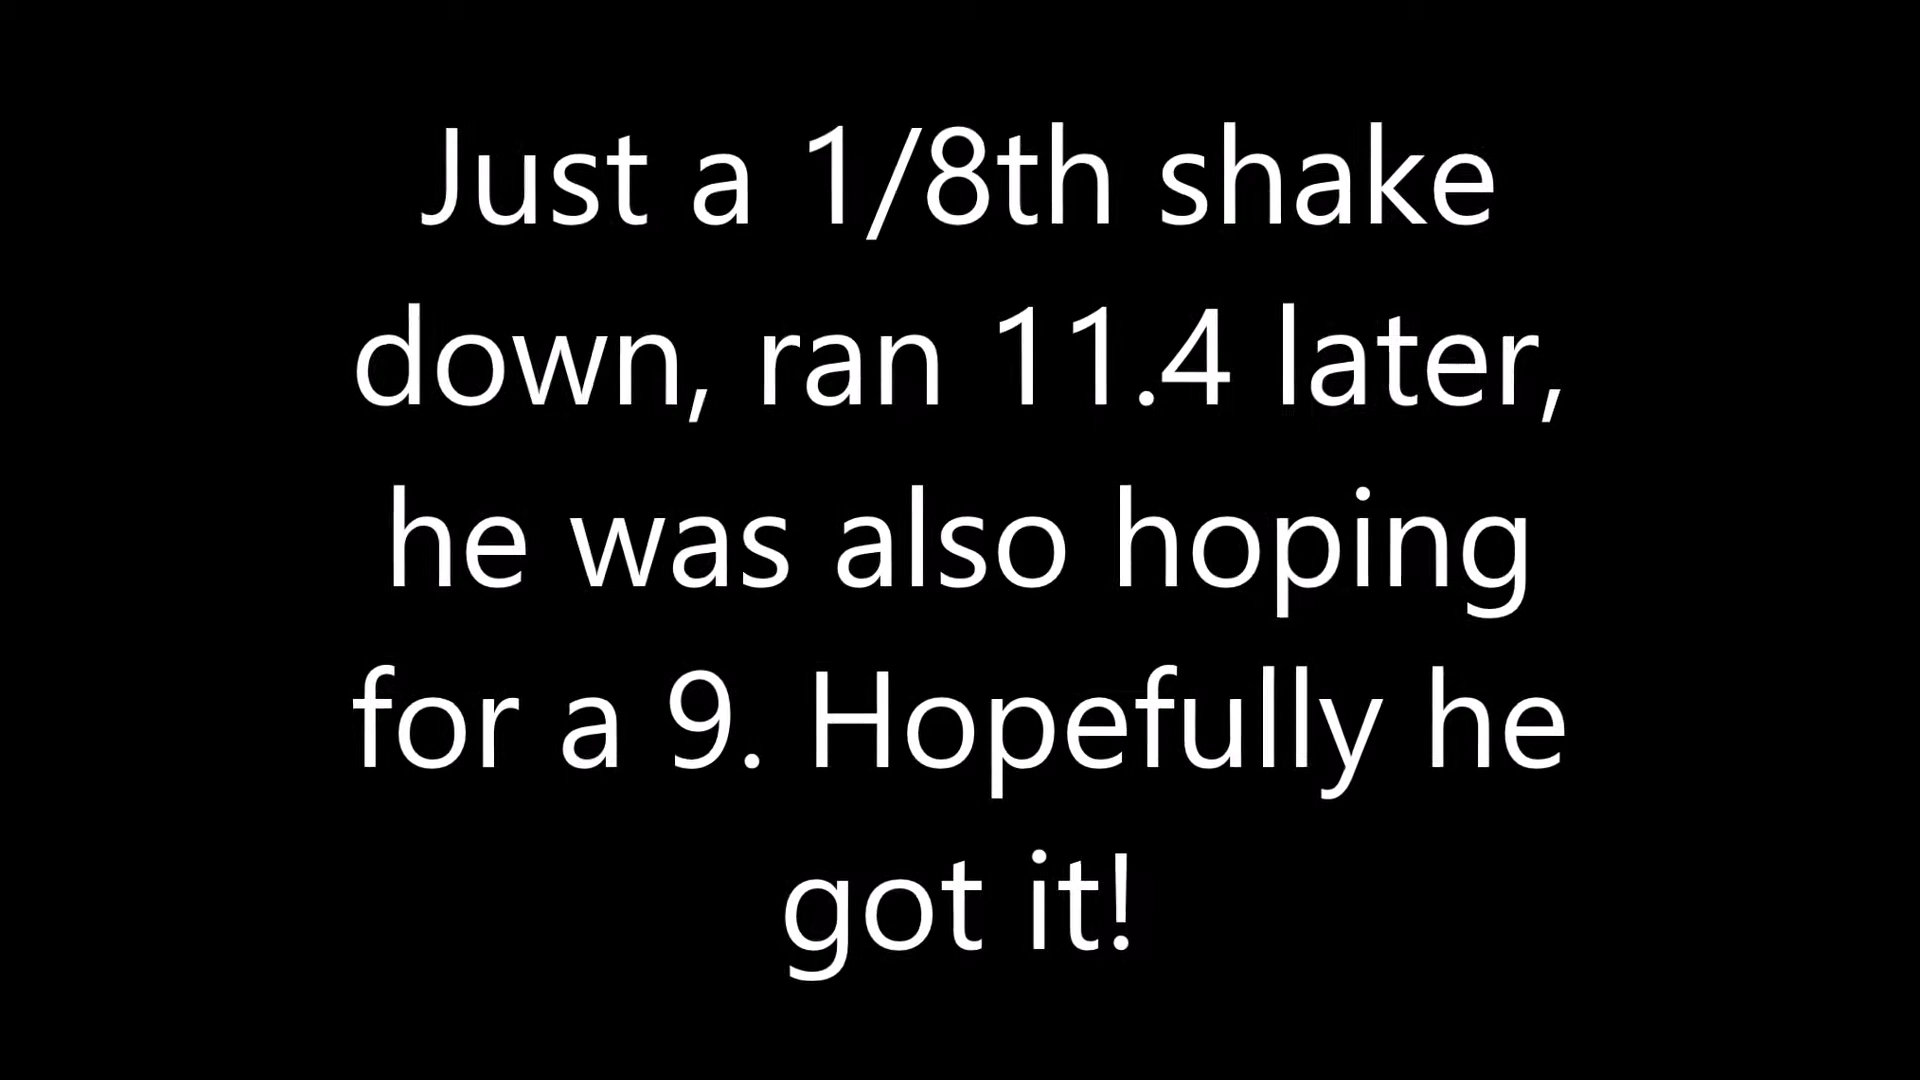 Just a 1/8th shake
down, ran 11.4 later,
he was also hoping
for a 9. Hopefully he
got it!